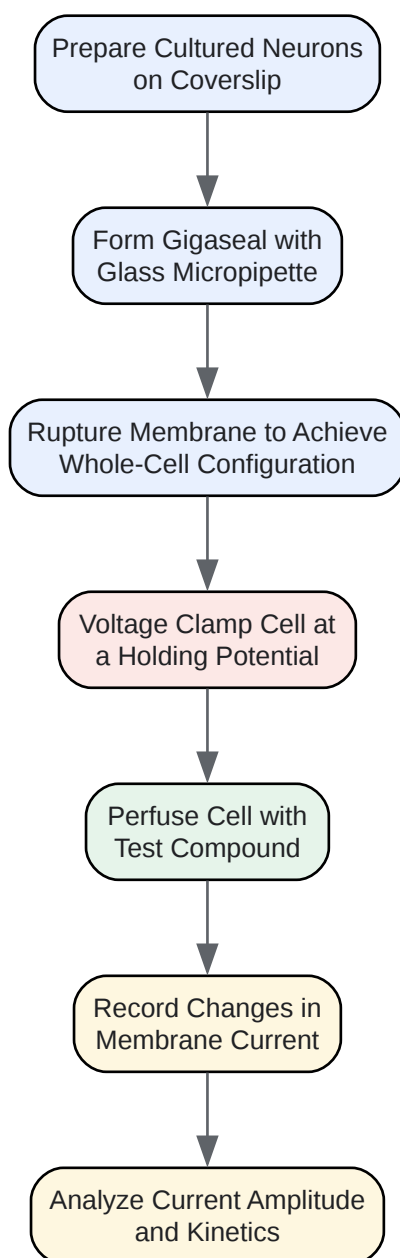 Prepare Cultured Neurons
on Coverslip
Form Gigaseal with
Glass Micropipette
Rupture Membrane to Achieve
Whole-Cell Configuration
Voltage Clamp Cell at
a Holding Potential
Perfuse Cell with
Test Compound
Record Changes in
Membrane Current
Analyze Current Amplitude
and Kinetics